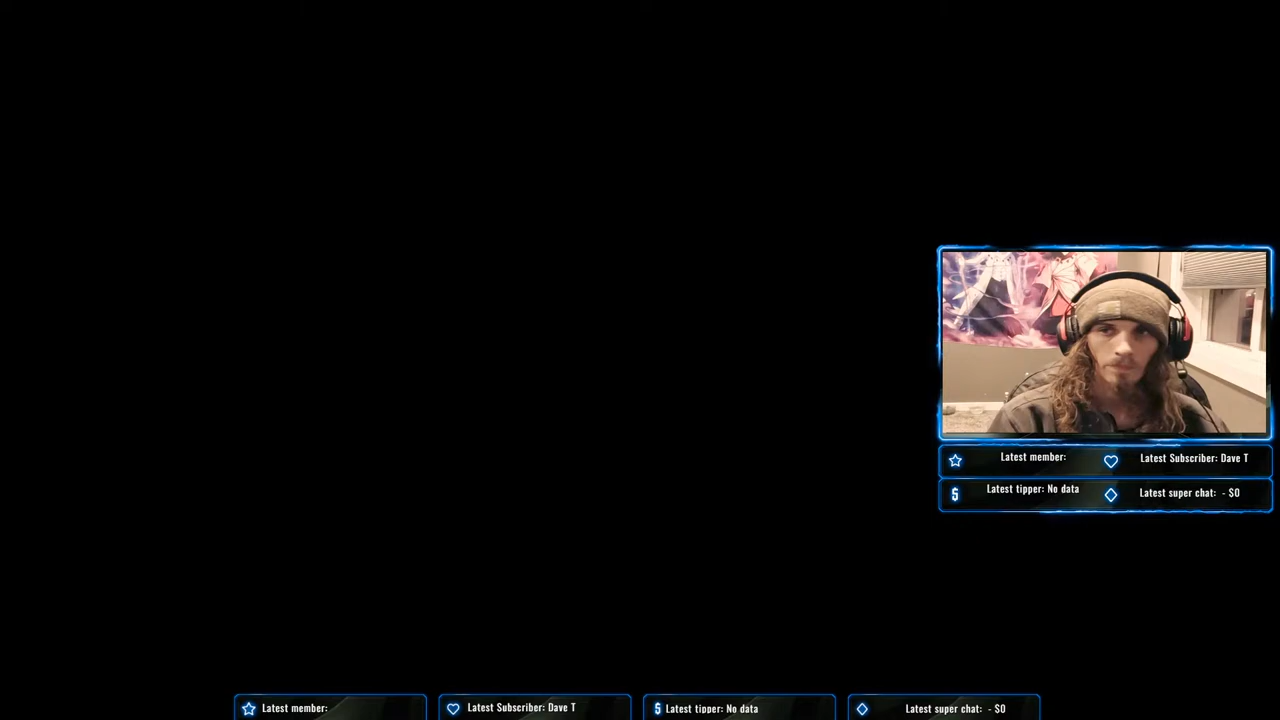 Latest member:
Latest Subscriber: Dave T
Latest tipper: No data
Latest super chat:  - $0
Latest member:
Latest Subscriber: Dave T
$ Latest tipper: No data
Latest super chat:  - $0